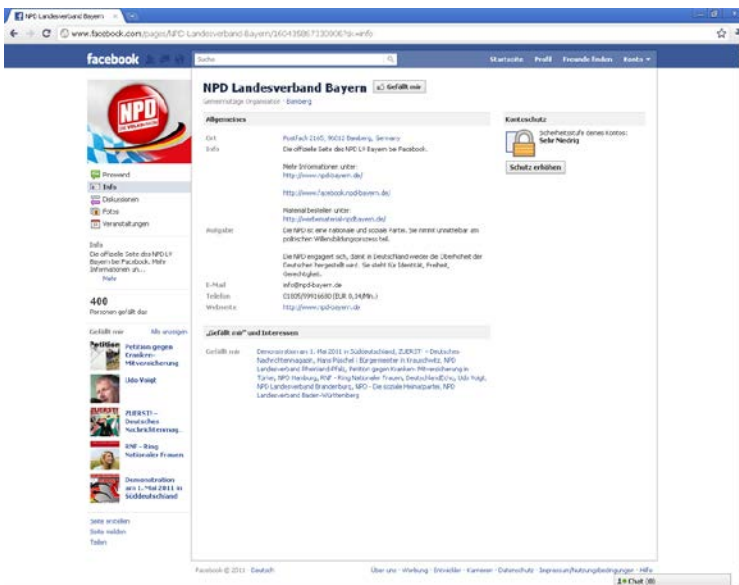 NPD Landesverband Bayern
www.facebook.com/pages/NPD-Landesverband-Bayern/
facebook
Suche
Startseite Profil Freunde finden Konto
NPD
NPD Landesverband Bayern Gefällt mir
Bamberg
Allgemeines
Ort Postfach 2165, 96012 Bamberg, Germany
Info Die offizielle Seite des NPD LV Bayern bei Facebook.
Mehr Informationen unter:
http://www.npd-bayern.de/
http://www.facebook.npd-bayern.de/
Material bestellen unter:
Aufgabe Die NPD ist eine nationale und soziale Partei. Sie nimmt unmittelbar am
politischen Willensbildungsprozess teil.
Die NPD engagiert sich, damit in Deutschland wieder die Oberhoheit der
Deutschen hergestellt wird. Sie steht für Identität, Freiheit,
Gerechtigkeit.
E-Mail info@npd-bayern.de
Telefon
Webseite http://www.npd-bayern.de
„Gefällt mir“ und Interessen
Gefällt mir Demonstration am 1. Mai 2011 in Süddeutschland, ZUERST! - Deutsches
Nachrichtenmagazin, Hans Püschel : Bürgermeister in Krauschwitz, NPD
Landesverband Rheinland-Pfalz, Petition gegen Kranken-Mitversicherung in
Türkei, NPD Hamburg, RNF - Ring Nationaler Frauen, DeutschlandEcho, Udo Voigt,
NPD Landesverband Brandenburg, NPD - Die soziale Heimatpartei, NPD
Landesverband Baden-Württemberg
Kontoschutz
Sicherheitsstufe deines Kontos:
Sehr Niedrig
Schutz erhöhen
Pinnwand
Info
Diskussionen
Fotos
Veranstaltungen
Info
Die offizielle Seite des NPD LV
Bayern bei Facebook. Mehr
Informationen un...
Mehr
400
Personen gefällt das
Gefällt mir Alle anzeigen
Petition
Petition gegen
Kranken-
Mitversicherung
Udo Voigt
ZUERST!
ZUERST! -
Deutsches
Nachrichtenmag...
RNF - Ring
Nationaler Frauen
Demonstration
am 1. Mai 2011 in
Süddeutschland
Seite erstellen
Seite melden
Teilen
Facebook © 2011 · Deutsch
Über uns · Werbung · Entwickler · Karrieren · Datenschutz · Impressum/Nutzungsbedingungen · Hilfe
Chat (0)